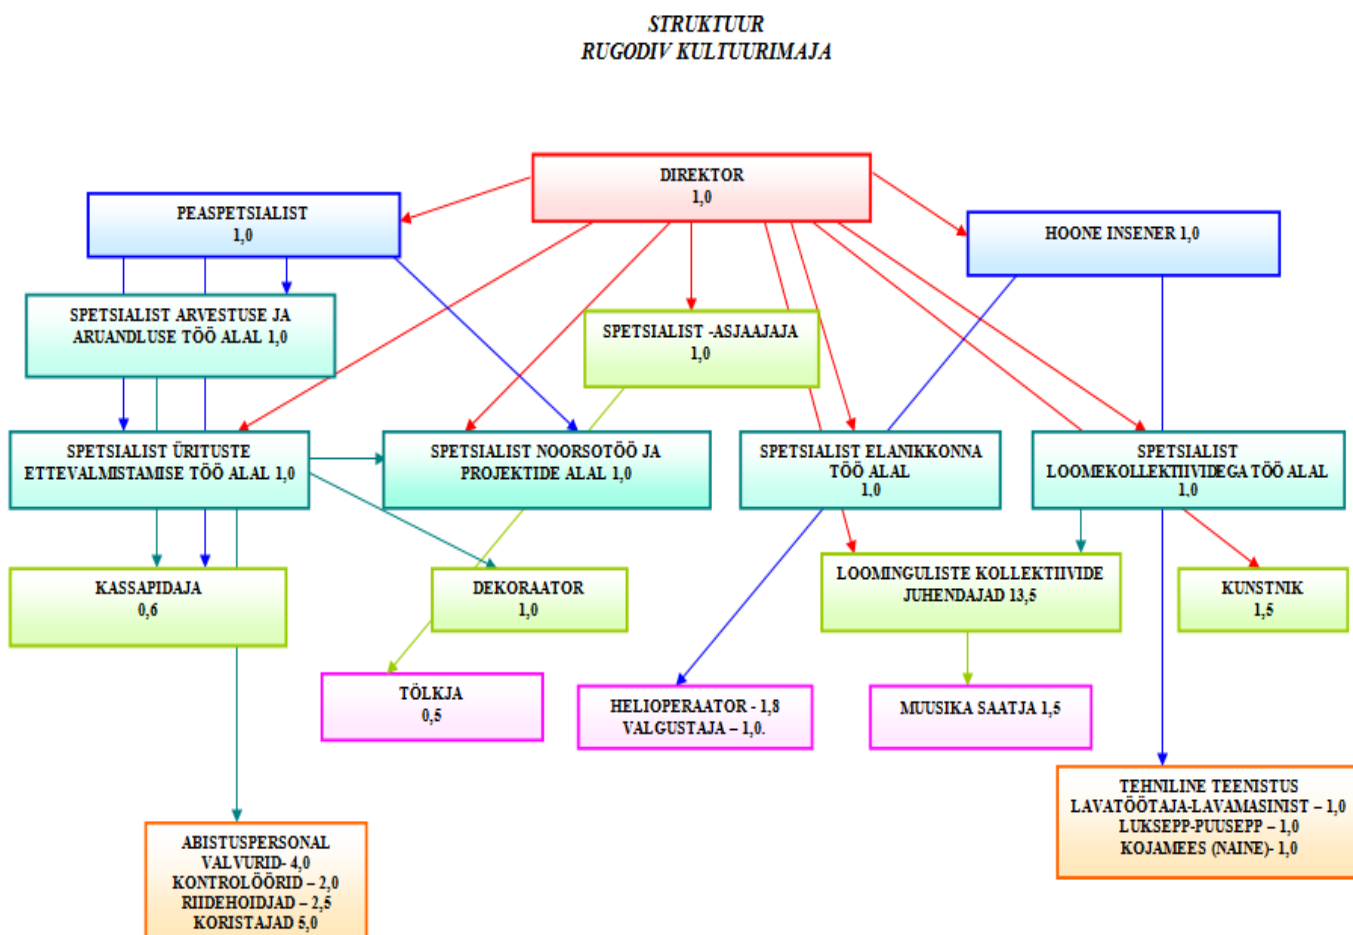 STRUKTUUR
RUGODIV KULTUURIMAJA
DIREKTOR
1,0
PEASPETSIALIST
1,0
HOONE INSENER 1,0
SPETSIALIST ARVESTUSE JA
ARUANDLUSE TÖÖ ALAL 1,0
SPETSIALIST -ASJAAJAJA
1,0
SPETSIALIST ÜRITUSTE
ETTEVALMISTAMISE TÖÖ ALAL 1,0
SPETSIALIST NOORSOTÖÖ JA
PROJEKTIDE ALAL 1,0
SPETSIALIST ELANIKKONNA
TÖÖ ALAL
1,0
SPETSIALIST
LOOMEKOLLEKTIIVIDEGA TÖÖ ALAL
1,0
KASSAPIDAJA
0,6
DEKORAATOR
1,0
LOOMINGULISTE KOLLEKTIIVIDE
JUHENDAJAD 13,5
KUNSTNIK
1,5
TÕLKJA
0,5
HELIOPERAATOR - 1,8
VALGUSTAJA – 1,0.
MUUSIKA SAATJA 1,5
TEHNILINE TEENISTUS
LAVATÖÖTAJA-LAVAMASINIST – 1,0
LUKSEPP-PUUSEPP – 1,0
KOJAMEES (NAINE)- 1,0
ABISTUSPERSONAL
VALVURID- 4,0
KONTROLÖÖRID – 2,0
RIIDEHOIDJAD – 2,5
KORISTAJAD 5,0